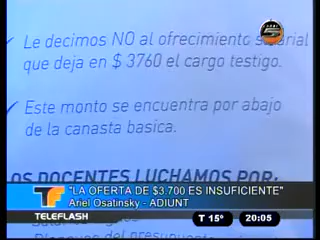 ✓ Le decimos NO al ofrecimiento salarial
que deja en $ 3760 el cargo testigo.
✓ Este monto se encuentra por abajo
de la canasta basica.
OS DOCENTES LUCHAMOS POR:
"LA OFERTA DE $3.700 ES INSUFICIENTE"
Ariel Osatinsky - ADIUNT
TELEFLASH
T 15° 20:05